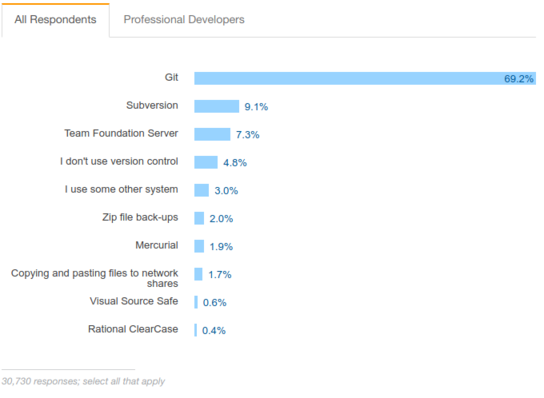 All Respondents Professional Developers
Git 69.2%
Subversion 9.1%
Team Foundation Server 7.3%
I don't use version control 4.8%
I use some other system 3.0%
Zip file back-ups 2.0%
Mercurial 1.9%
Copying and pasting files to network
shares 1.7%
Visual Source Safe 0.6%
Rational ClearCase 0.4%
30,730 responses; select all that apply